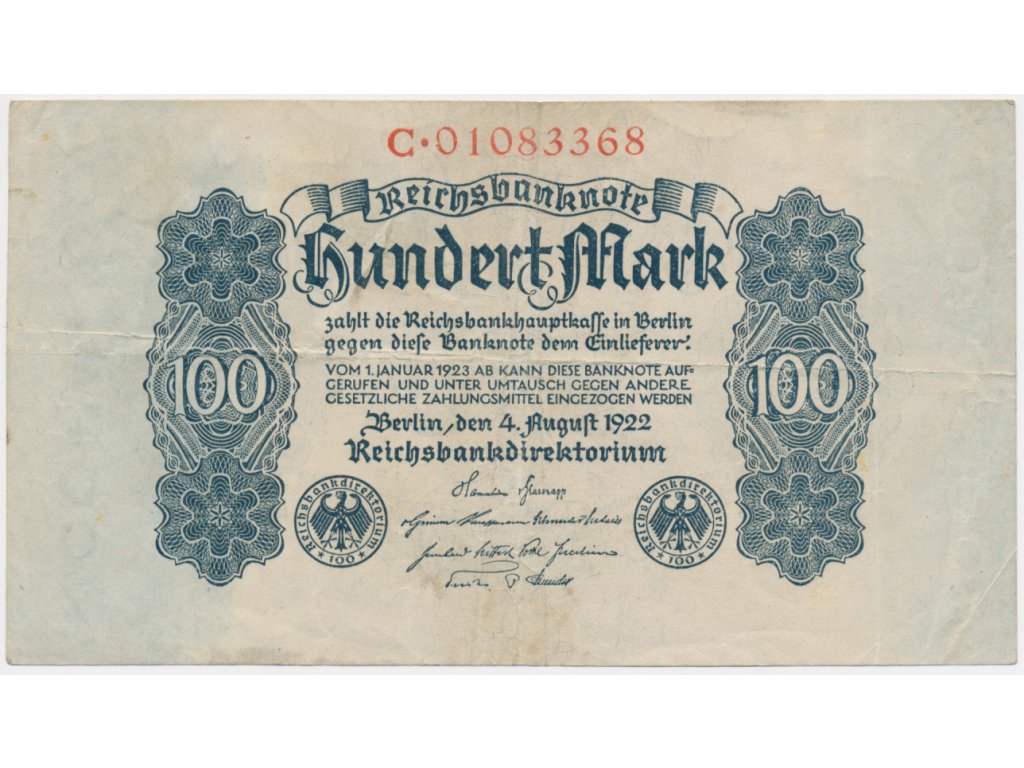 C·01083368
Reichsbanknote
Hundert Mark
zahlt die Reichsbankhauptkasse in Berlin
gegen diese Banknote dem Einlieferer.
100
100
VOM 1. JANUAR 1923 AB KANN DIESE BANKNOTE AUF-
GERUFEN UND UNTER UMTAUSCH GEGEN ANDERE
GESETZLICHE ZAHLUNGSMITTEL EINGEZOGEN WERDEN
Berlin, den 4. August 1922
Reichsbankdirektorium
Reichsbankdirektorium
100
Reichsbankdirektorium
100